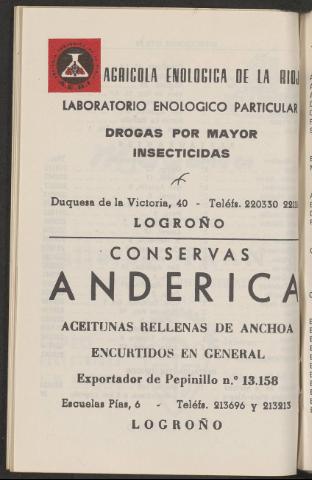 AGRICOLA ENOLOGICA DE LA RIOJ
LABORATORIO ENOLOGICO PARTICULAR
DROGAS POR MAYOR
INSECTICIDAS
Duquesa de la Victoria, 40 - Teléfs. 220330
LOGROÑO
CONSERVAS
ANDERICA
ACEITUNAS RELLENAS DE ANCHOA
ENCURTIDOS EN GENERAL
Exportador de Pepinillo n.º 13.158
Escuelas Pías, 6 - Teléfs. 213696 y 213213
LOGROÑO